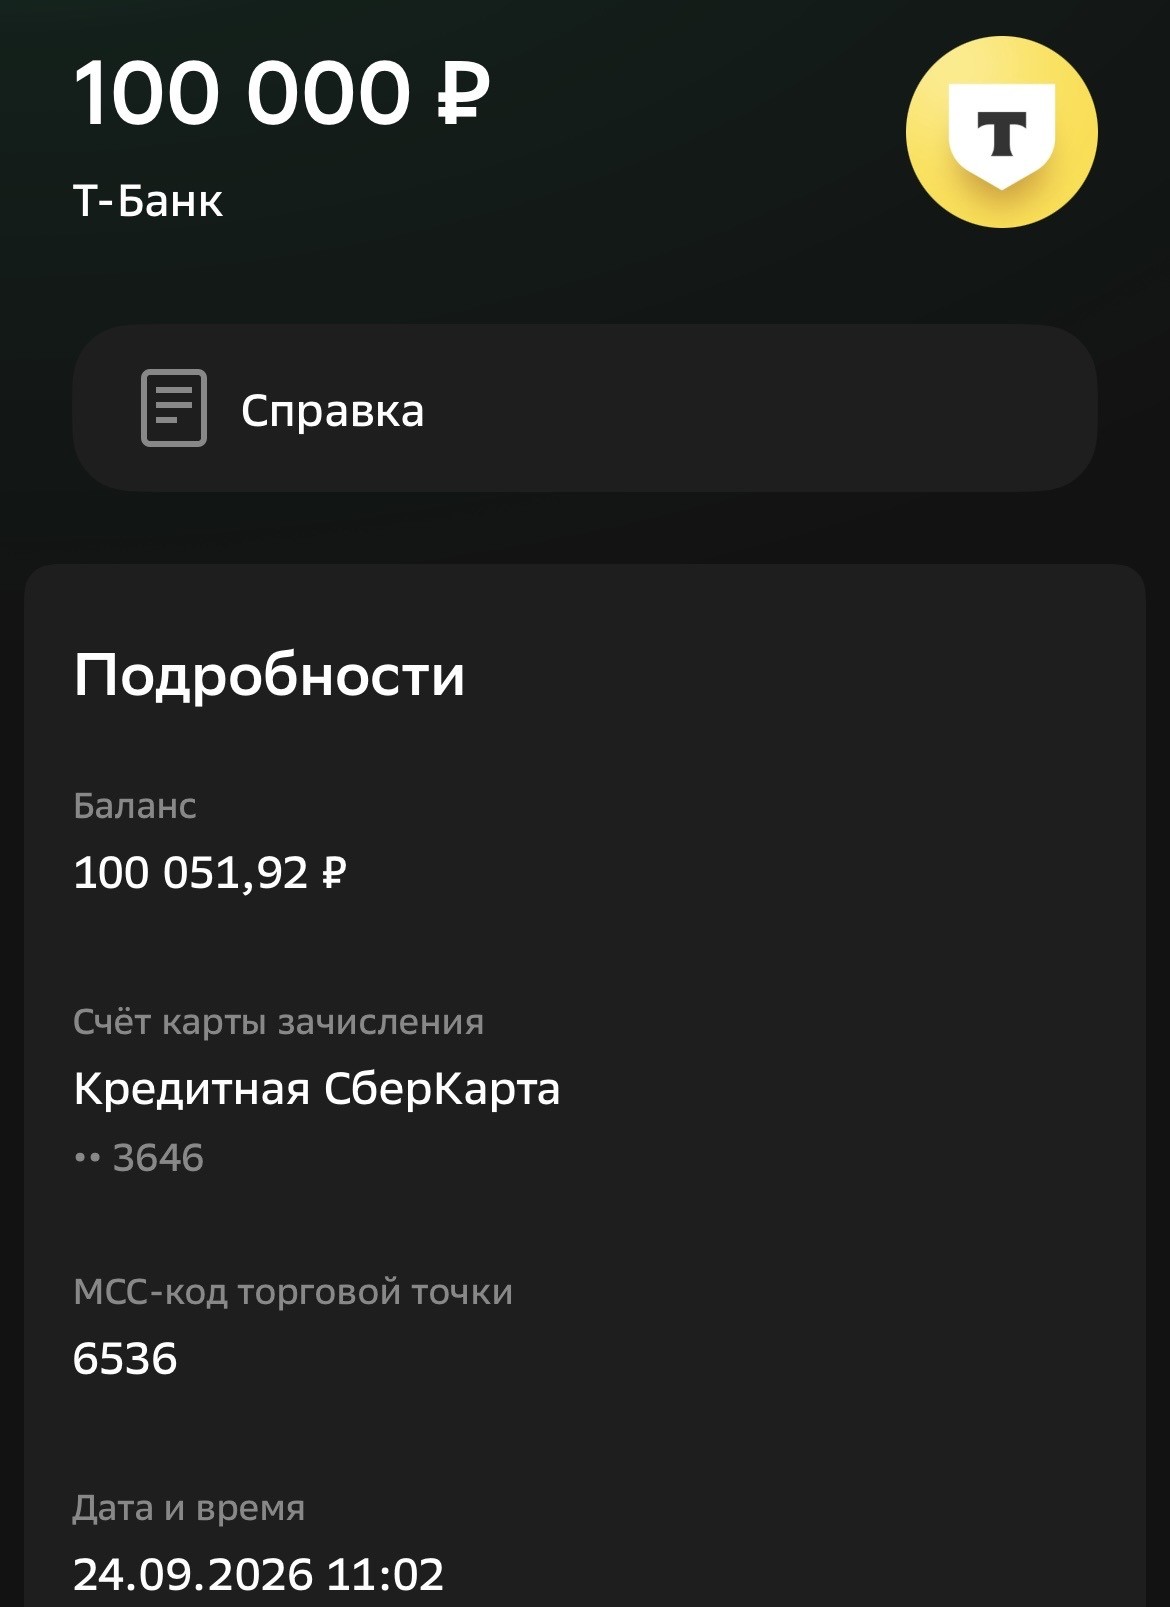 100 000 ₽
Т-Банк
Т
Справка
Подробности
Баланс
100 051,92 ₽
Счёт карты зачисления
Кредитная СберКарта
•• 3646
MCC-код торговой точки
6536
Дата и время
24.09.2026 11:02